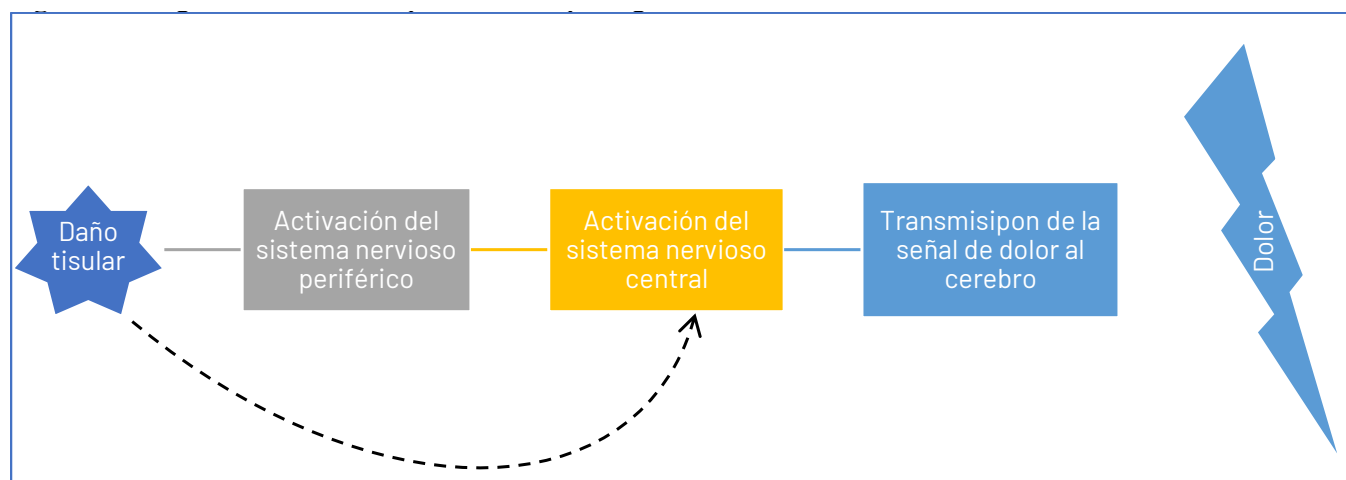 Daño
tisular
Activación del
sistema nervioso
periférico
Activación del
sistema nervioso
central
Transmisipon de la
señal de dolor al
cerebro
Dolor